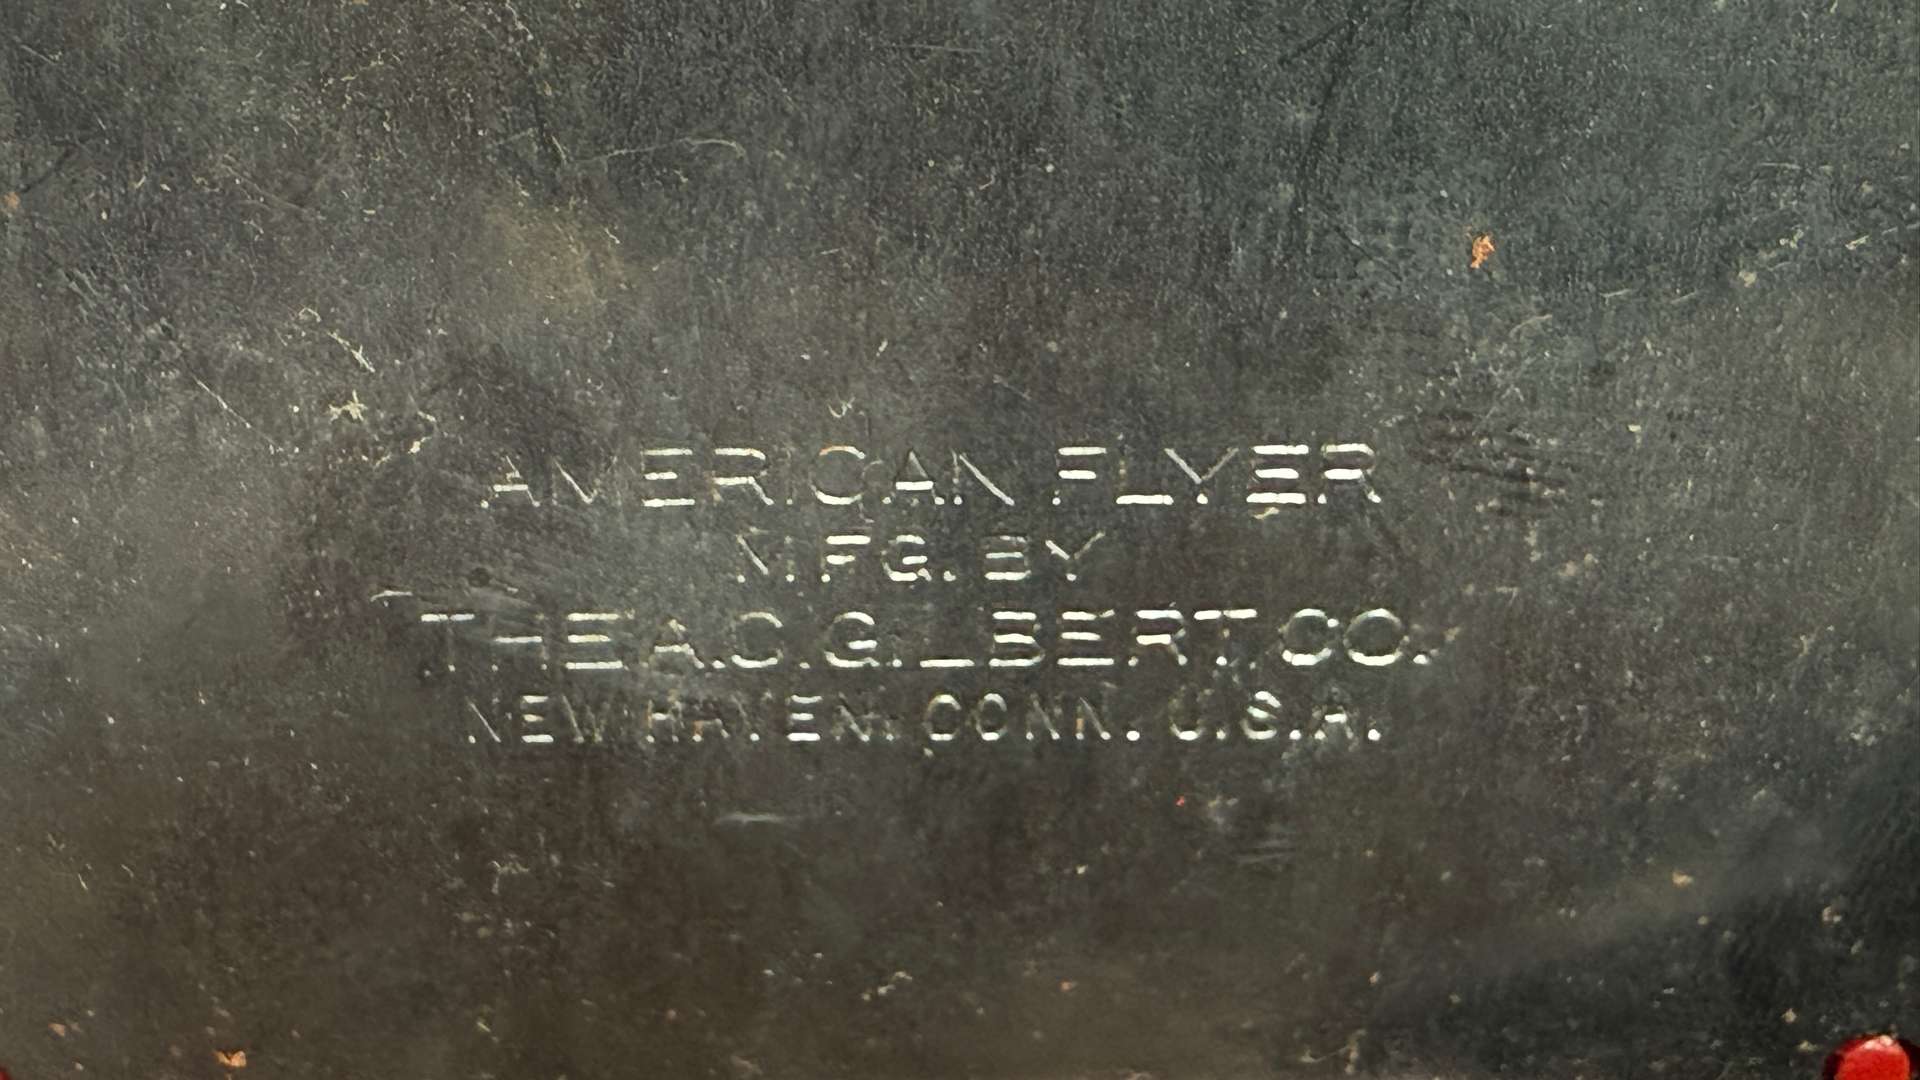 AMERICAN FLYER
MFG. BY
THE A.C. GILBERT CO.
NEW HAVEN, CONN. U.S.A.